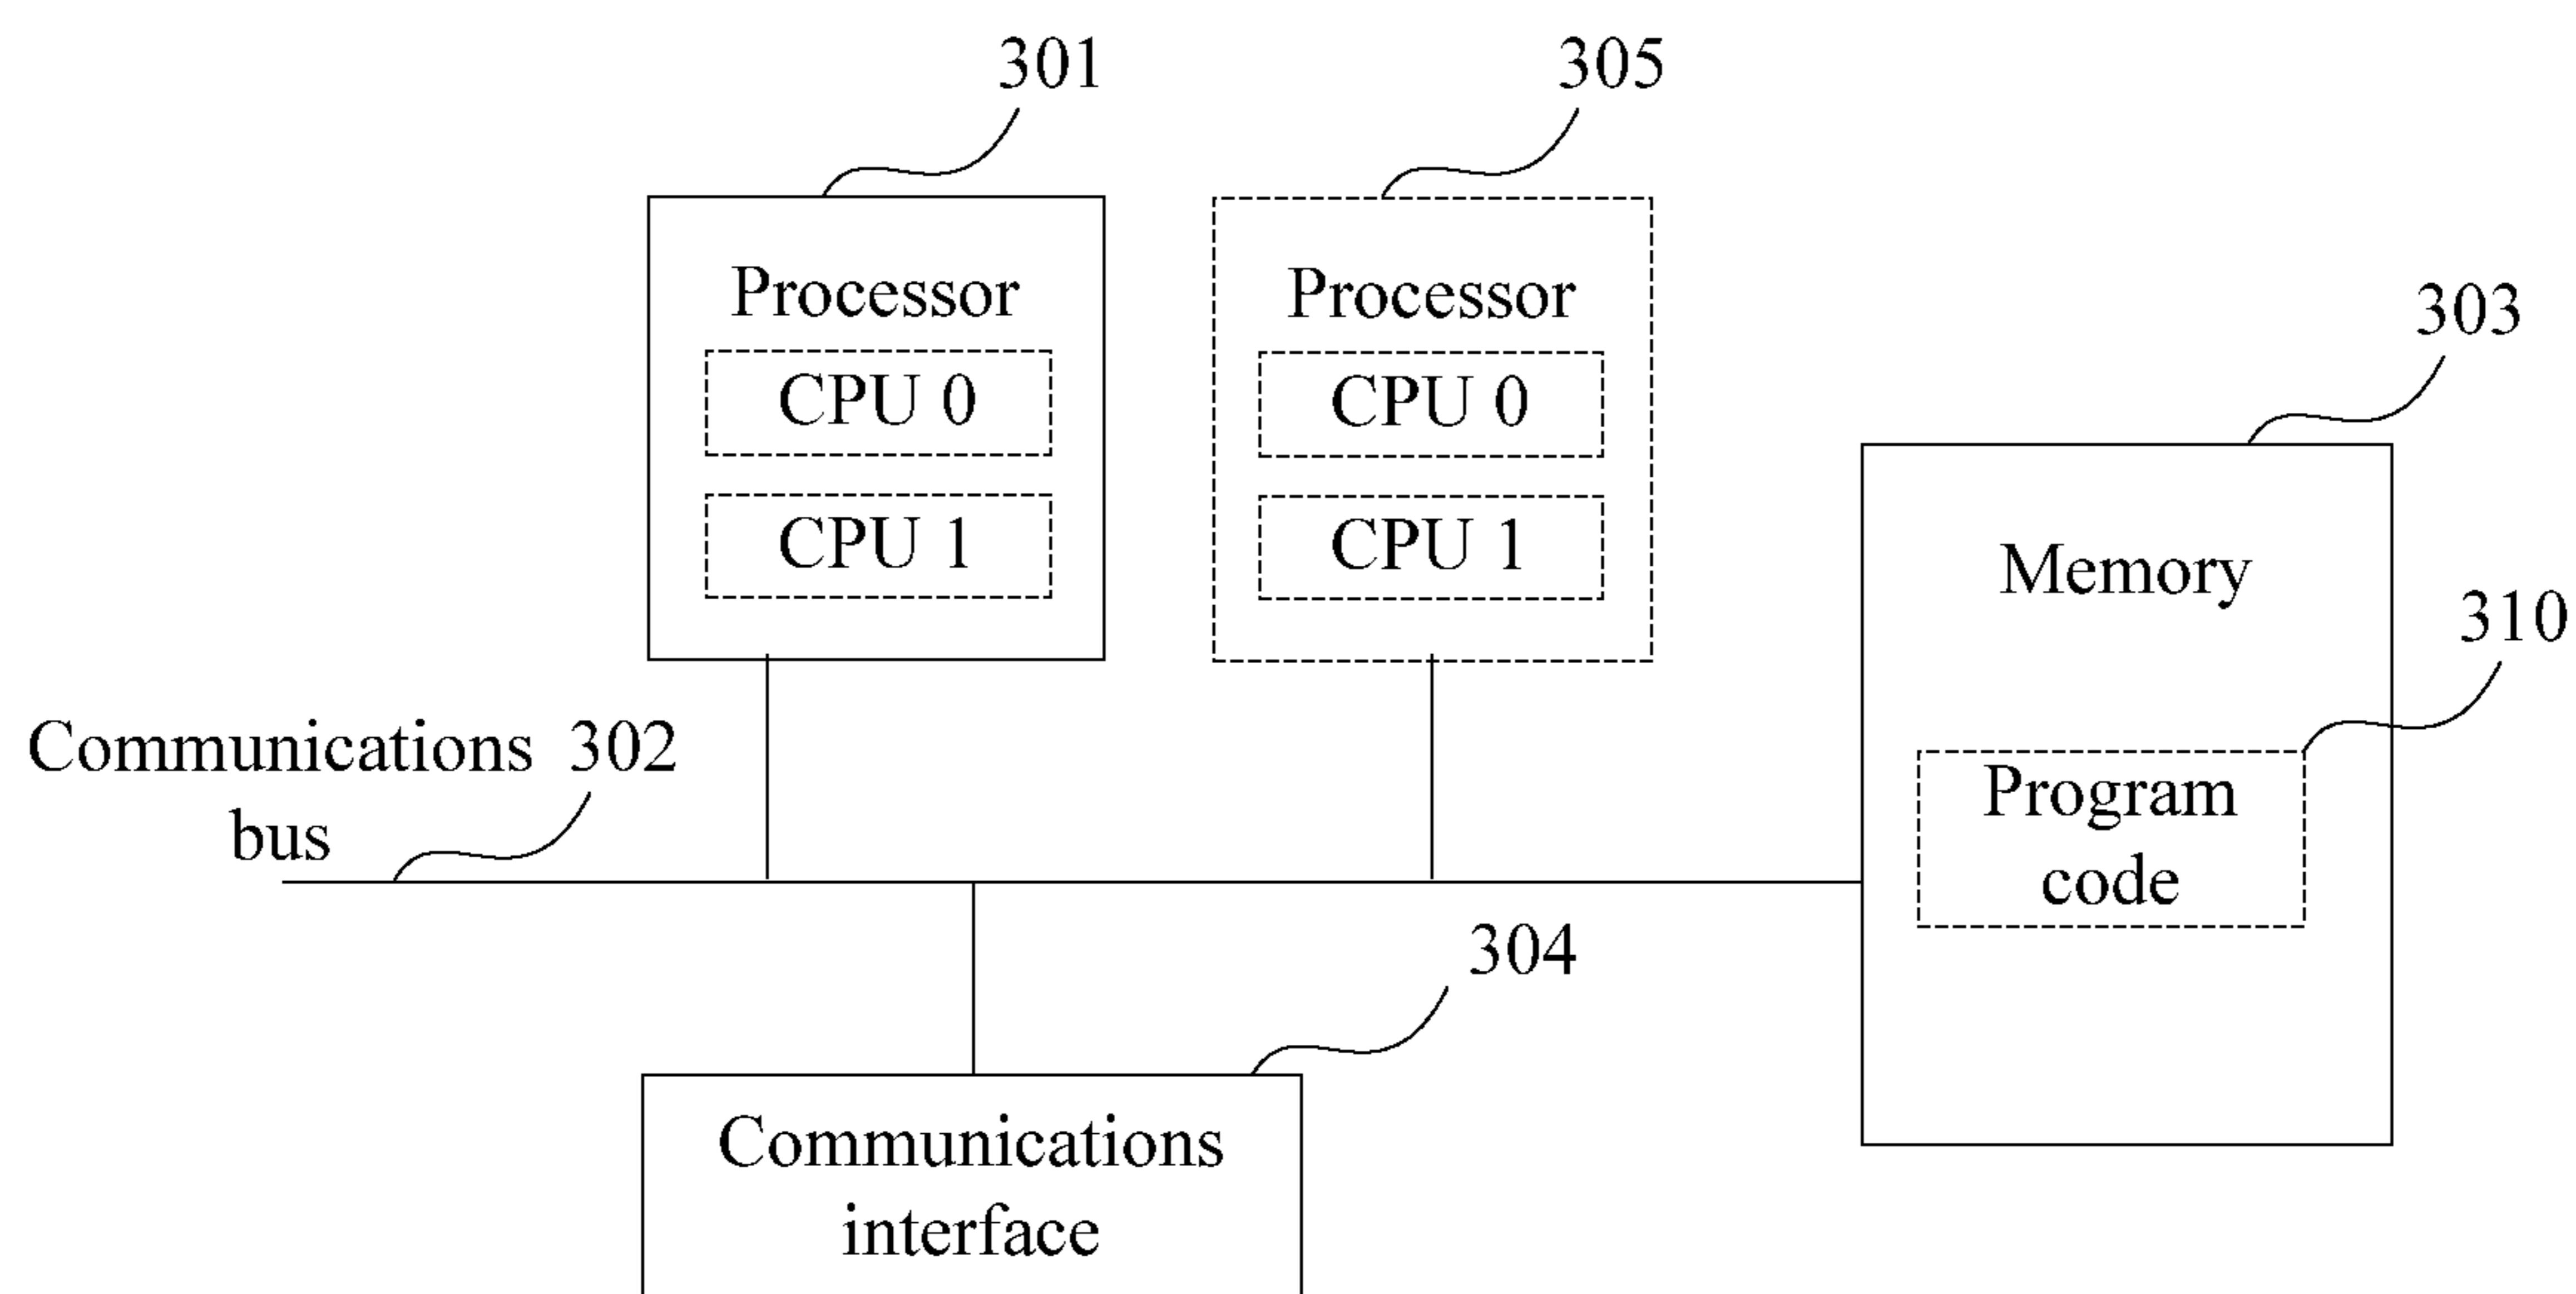 301
305
Processor
CPU 0
CPU 1
Processor
CPU 0
CPU 1
303
Memory
310
Program
code
Communications 302
bus
304
Communications
interface